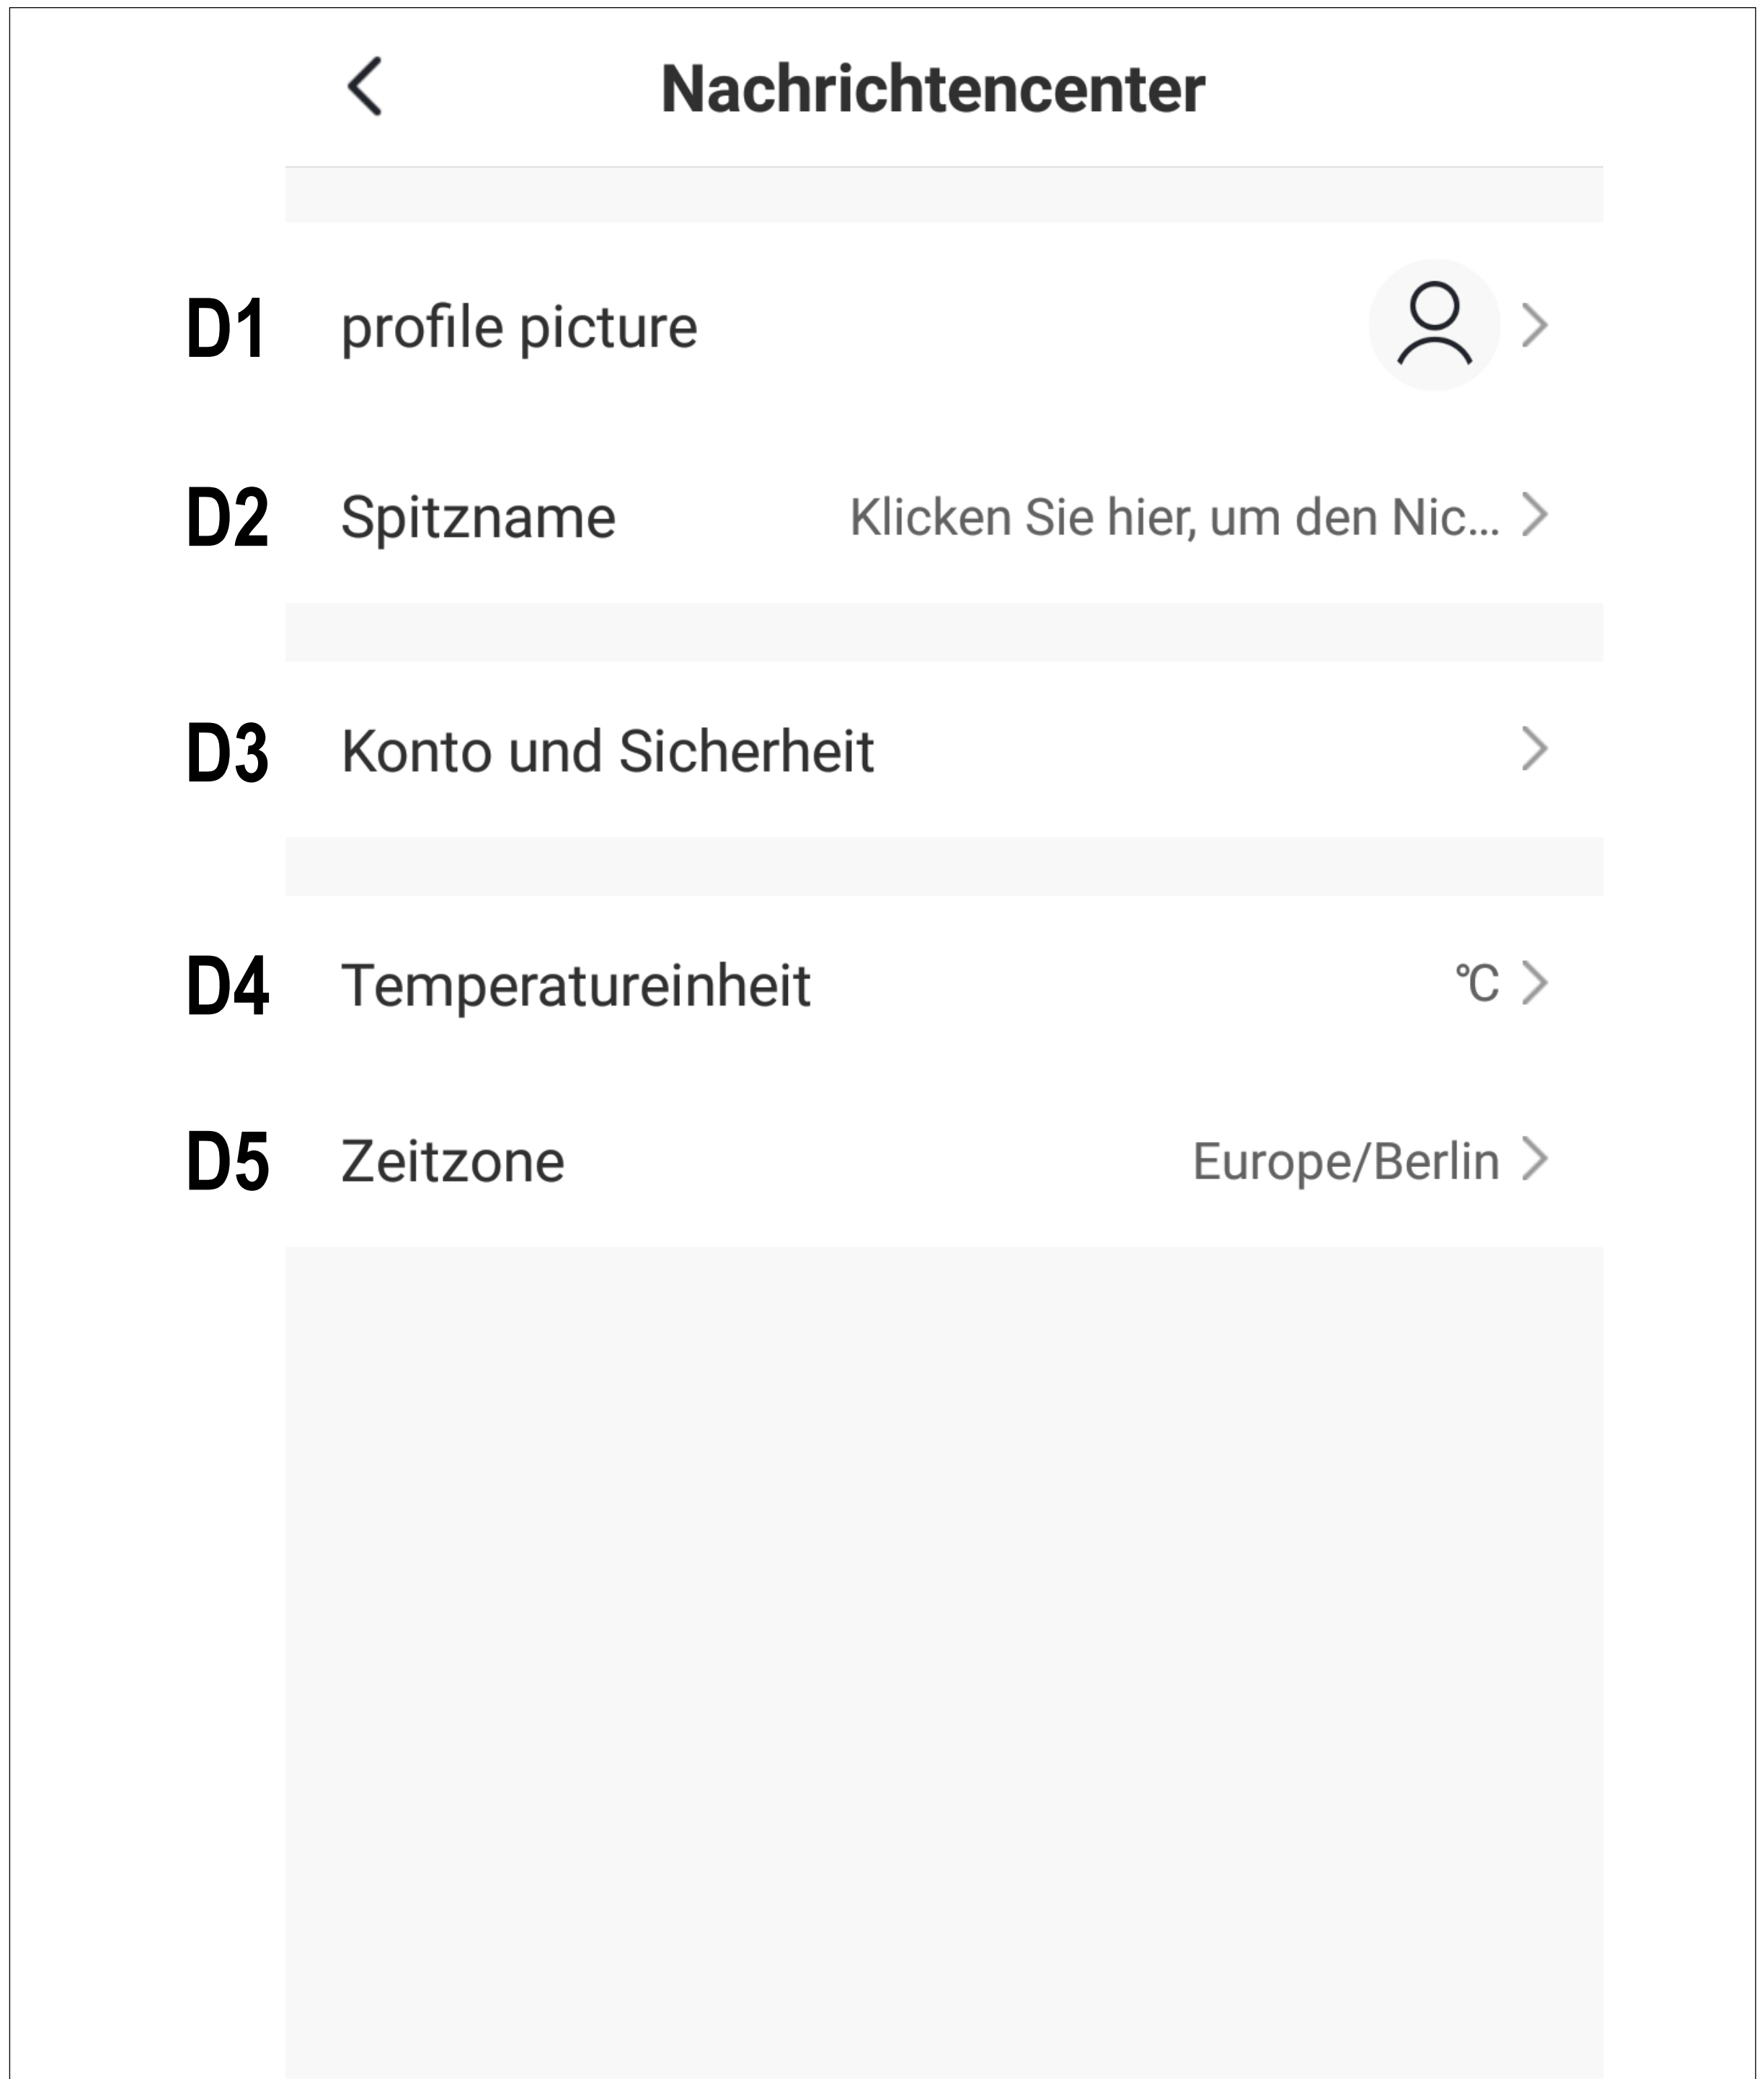 Nachrichtencenter
D1 profile picture
D2 Spitzname Klicken Sie hier, um den Nic...
D3 Konto und Sicherheit
D4 Temperatureinheit °C
D5 Zeitzone Europe/Berlin